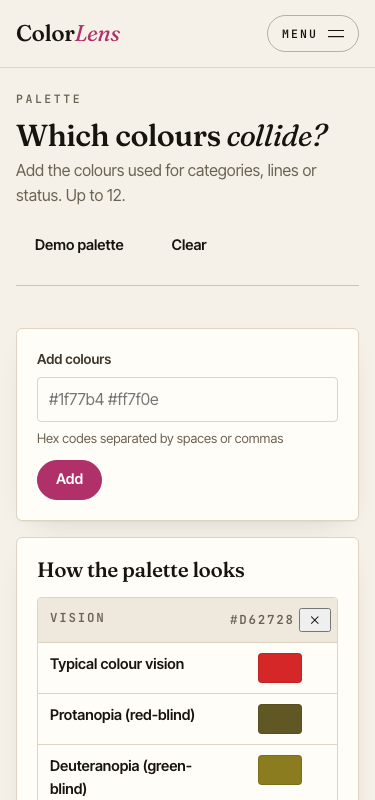 ColorLens
MENU
PALETTE
Which colours collide?
Add the colours used for categories, lines or
status. Up to 12.
Demo palette
Clear
Add colours
#1f77b4 #ff7f0e
Hex codes separated by spaces or commas
Add
How the palette looks
VISION
#D62728 ×
Typical colour vision
Protanopia (red-blind)
Deuteranopia (green-
blind)